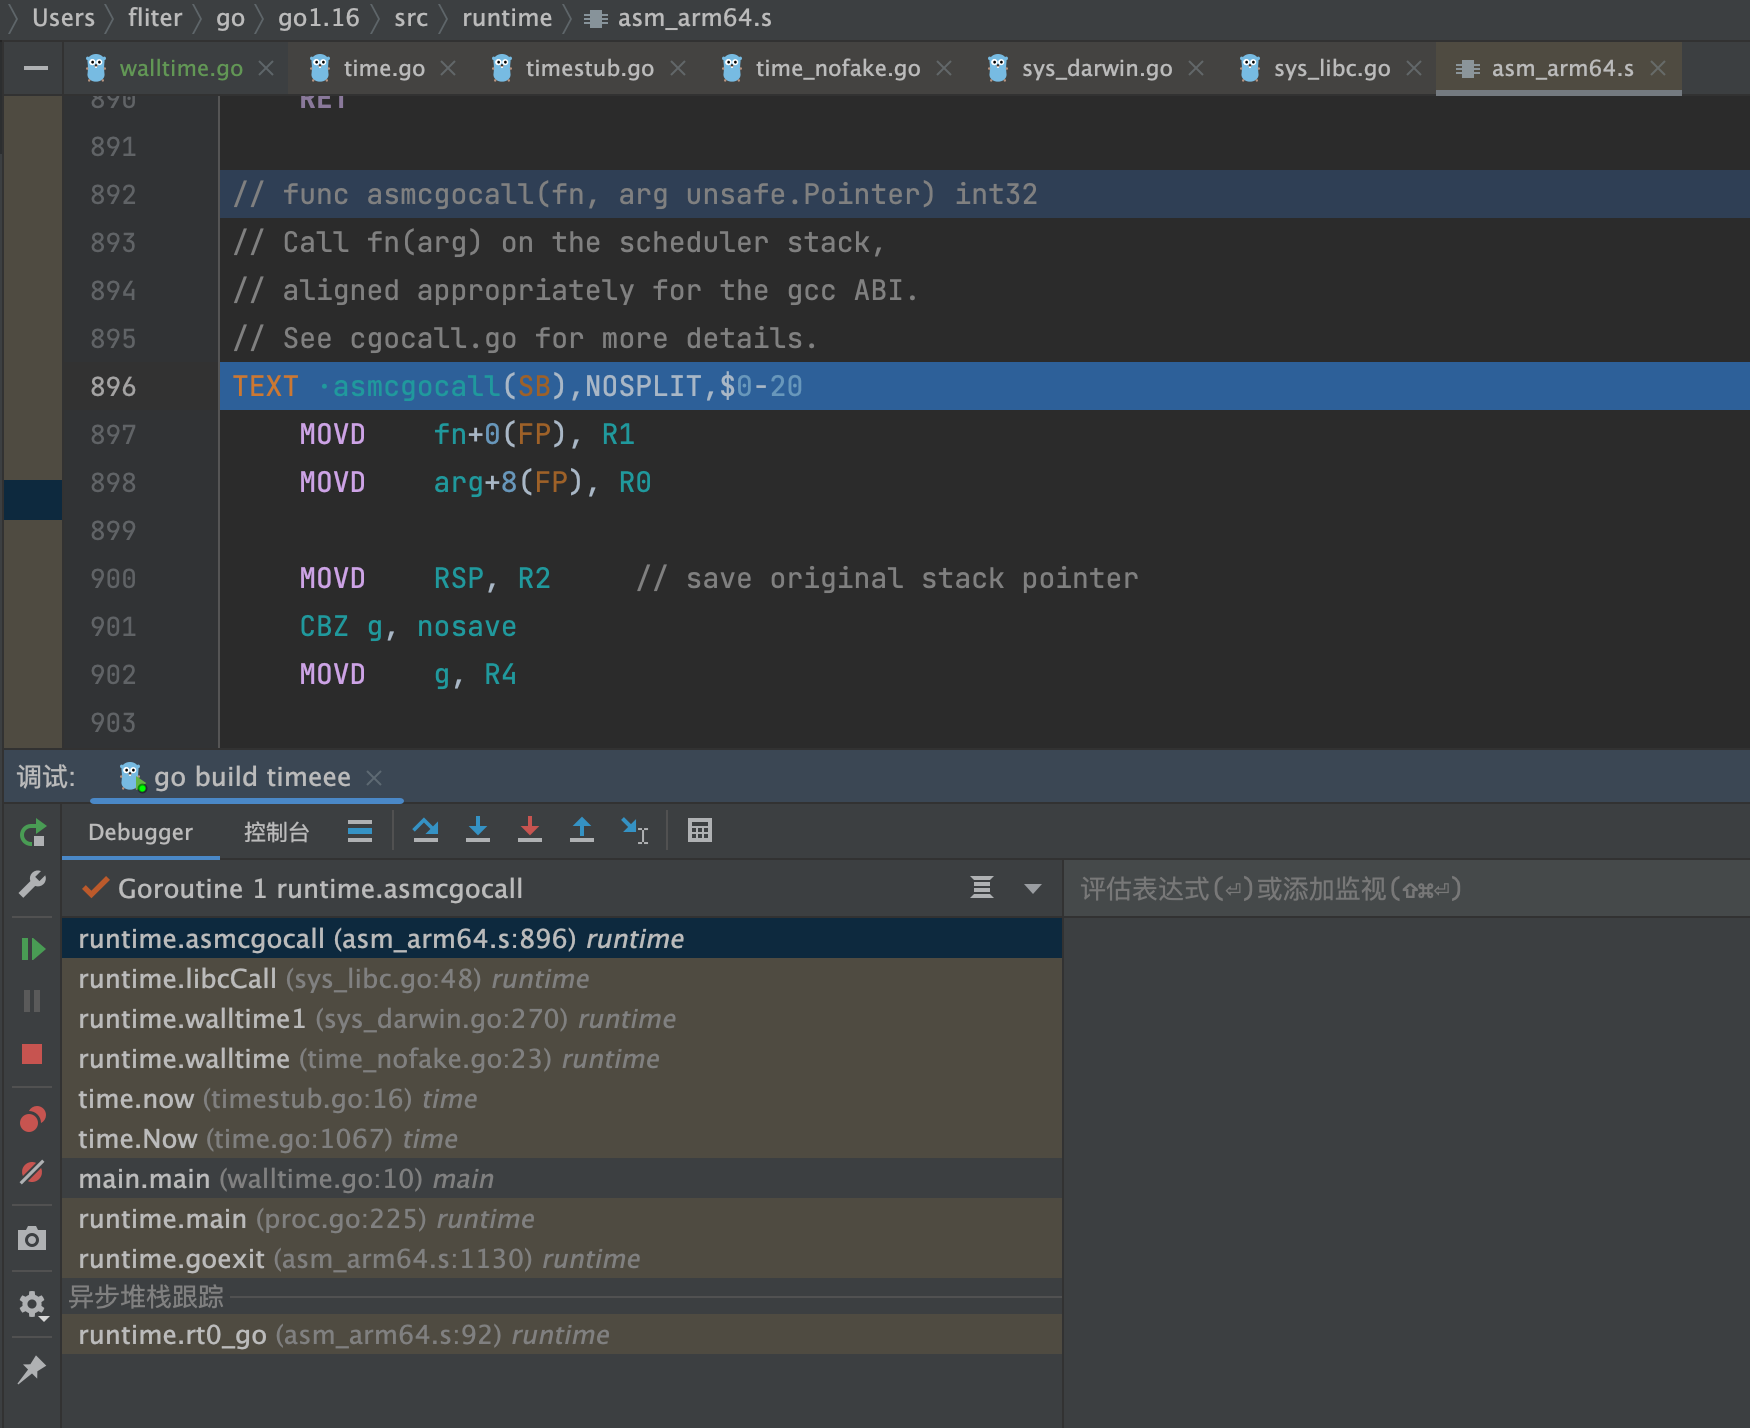 Users fliter go go1.16 src runtime asm_arm64.s
walltime.go time.go timestub.go time_nofake.go sys_darwin.go sys_libc.go asm_arm64.s
890 RET
891
892 // func asmcgocall(fn, arg unsafe.Pointer) int32
893 // Call fn(arg) on the scheduler stack,
894 // aligned appropriately for the gcc ABI.
895 // See cgocall.go for more details.
896 TEXT ·asmcgocall(SB),NOSPLIT,$0-20
897 MOVD fn+0(FP), R1
898 MOVD arg+8(FP), R0
899
900 MOVD RSP, R2 // save original stack pointer
901 CBZ g, nosave
902 MOVD g, R4
903
调试: go build timeee
Debugger 控制台
Goroutine 1 runtime.asmcgocall
评估表达式(⏎)或添加监视(⇧⌘⏎)
runtime.asmcgocall (asm_arm64.s:896) runtime
runtime.libcCall (sys_libc.go:48) runtime
runtime.walltime1 (sys_darwin.go:270) runtime
runtime.walltime (time_nofake.go:23) runtime
time.now (timestub.go:16) time
time.Now (time.go:1067) time
main.main (walltime.go:10) main
runtime.main (proc.go:225) runtime
runtime.goexit (asm_arm64.s:1130) runtime
异步堆栈跟踪
runtime.rt0_go (asm_arm64.s:92) runtime